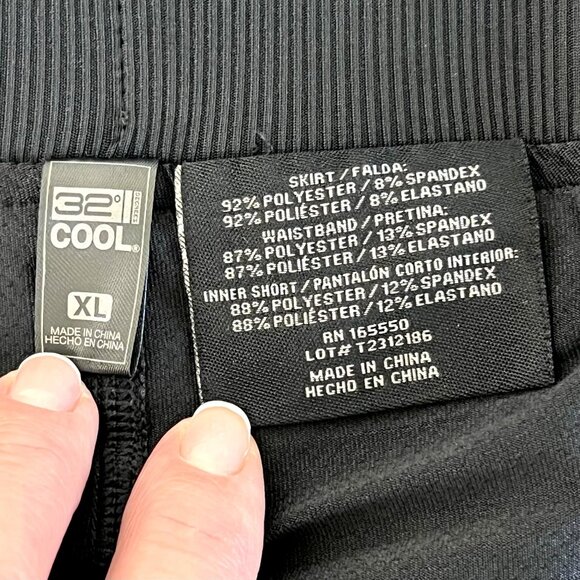 32°
DEGREES
COOL®
XL
MADE IN CHINA
HECHO EN CHINA
SKIRT / FALDA:
92% POLYESTER / 8% SPANDEX
92% POLIÉSTER / 8% ELASTANO
WAISTBAND / PRETINA:
87% POLYESTER / 13% SPANDEX
87% POLIÉSTER / 13% ELASTANO
INNER SHORT / PANTALÓN CORTO INTERIOR:
88% POLYESTER / 12% SPANDEX
88% POLIÉSTER / 12% ELASTANO
RN 165550
LOT# T2312186
MADE IN CHINA
HECHO EN CHINA